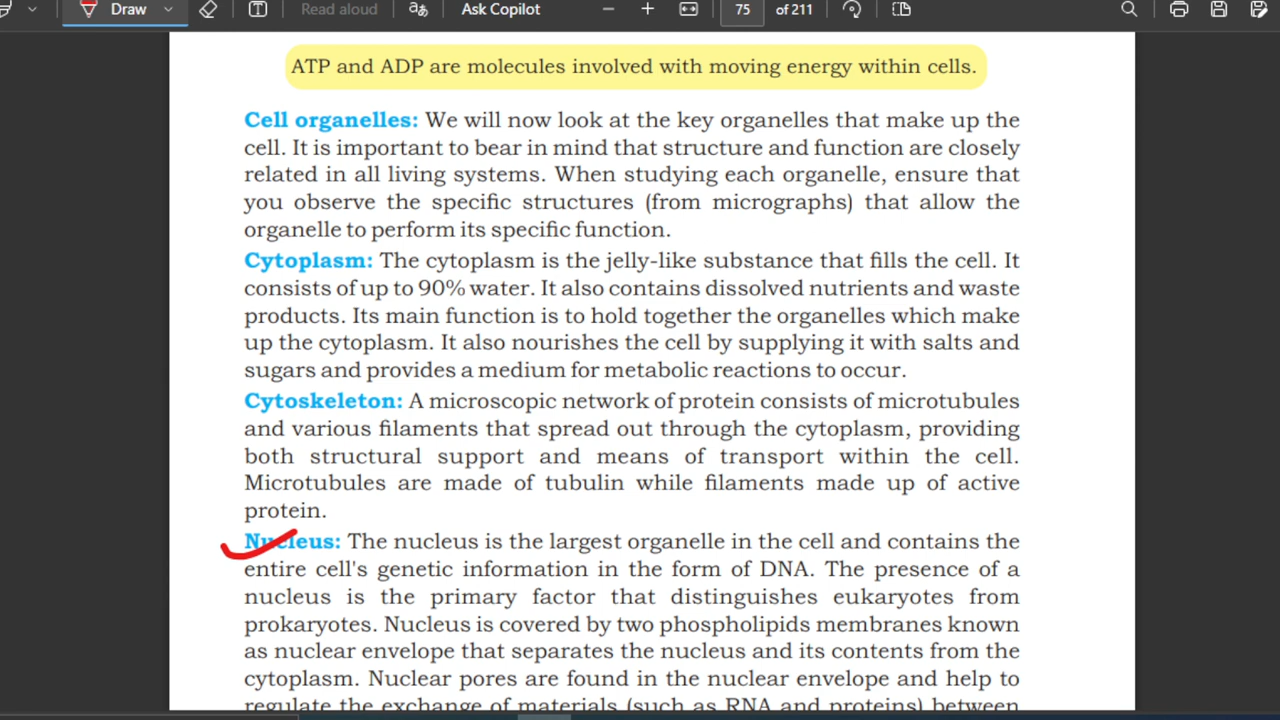 Draw
Read aloud
Ask Copilot
75
of 211
ATP and ADP are molecules involved with moving energy within cells.
Cell organelles: We will now look at the key organelles that make up the
cell. It is important to bear in mind that structure and function are closely
related in all living systems. When studying each organelle, ensure that
you observe the specific structures (from micrographs) that allow the
organelle to perform its specific function.
Cytoplasm: The cytoplasm is the jelly-like substance that fills the cell. It
consists of up to 90% water. It also contains dissolved nutrients and waste
products. Its main function is to hold together the organelles which make
up the cytoplasm. It also nourishes the cell by supplying it with salts and
sugars and provides a medium for metabolic reactions to occur.
Cytoskeleton: A microscopic network of protein consists of microtubules
and various filaments that spread out through the cytoplasm, providing
both structural support and means of transport within the cell.
Microtubules are made of tubulin while filaments made up of active
protein.
Nucleus: The nucleus is the largest organelle in the cell and contains the
entire cell's genetic information in the form of DNA. The presence of a
nucleus is the primary factor that distinguishes eukaryotes from
prokaryotes. Nucleus is covered by two phospholipids membranes known
as nuclear envelope that separates the nucleus and its contents from the
cytoplasm. Nuclear pores are found in the nuclear envelope and help to
regulate the exchange of materials (such as RNA and proteins) between